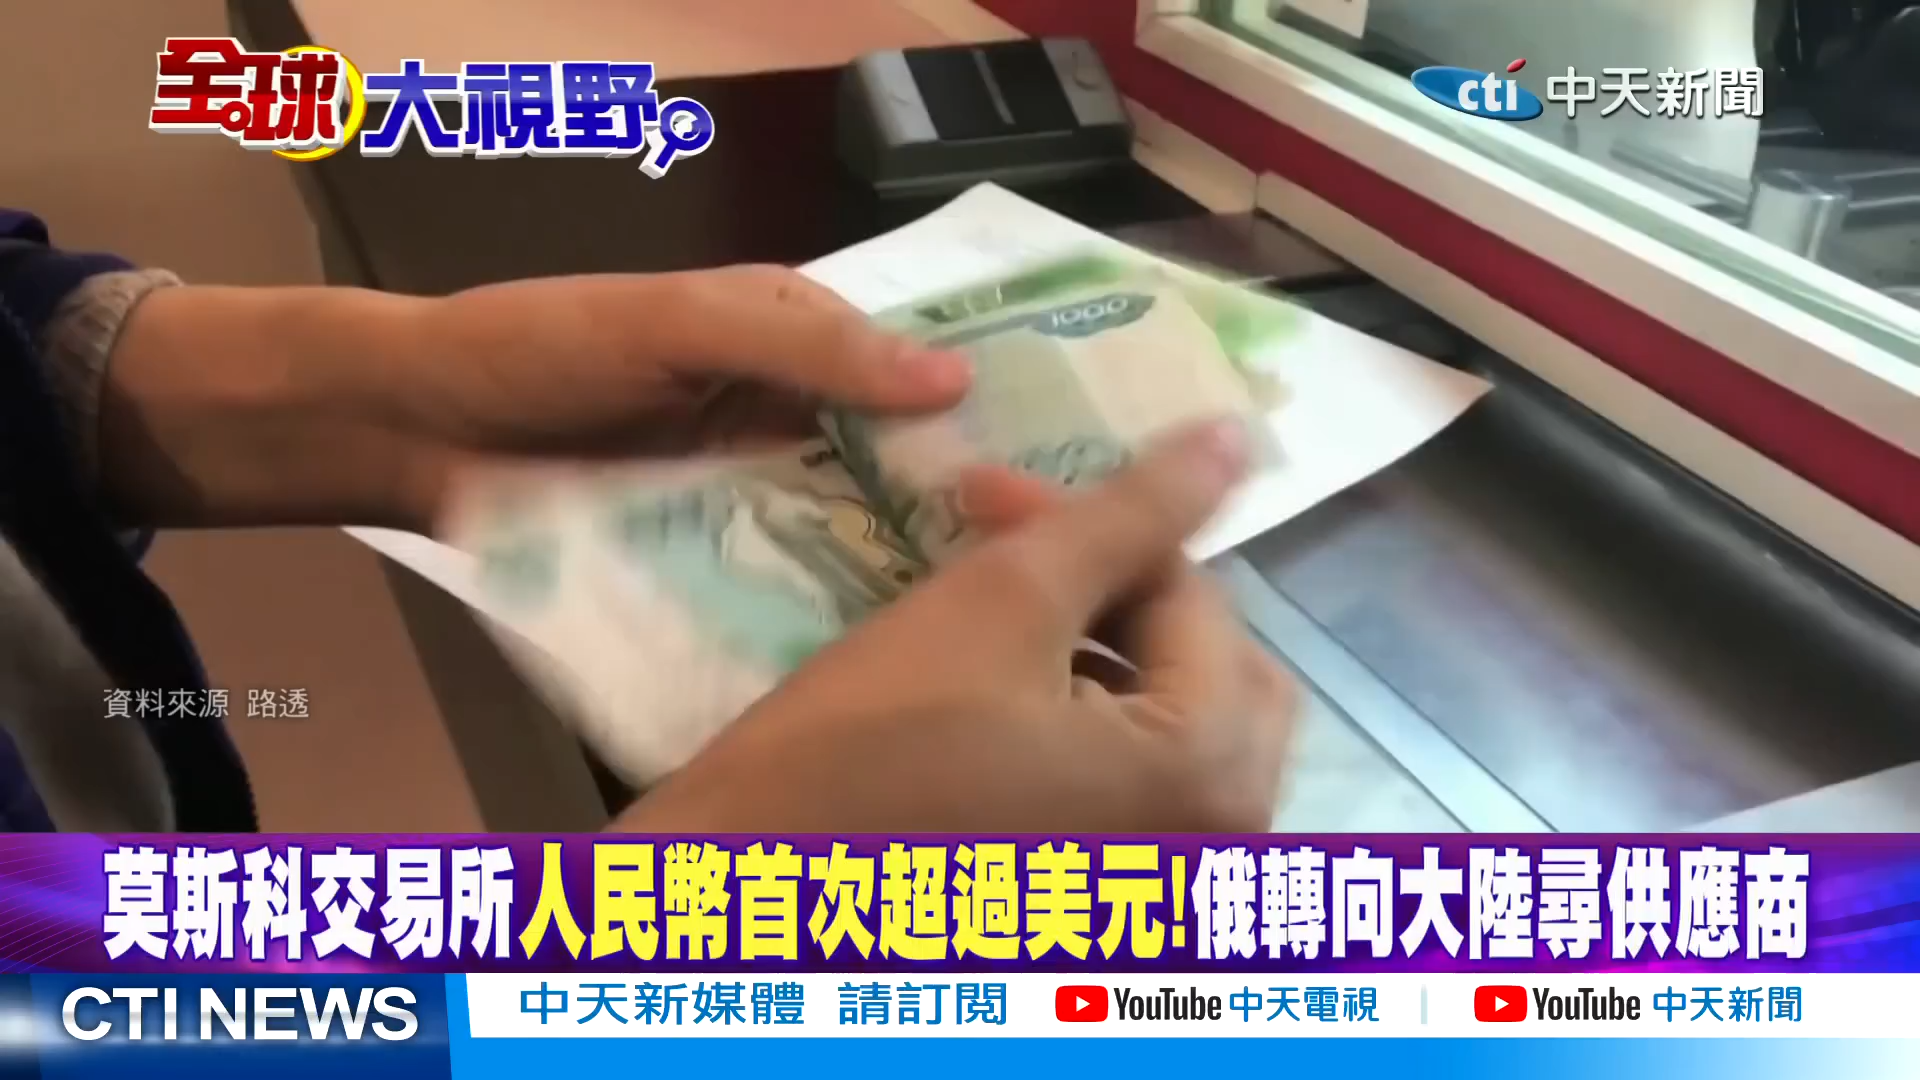 全球大視野
cti 中天新聞
1000
資料來源 路透
莫斯科交易所人民幣首次超過美元!俄轉向大陸尋供應商
CTI NEWS
中天新媒體 請訂閱 YouTube 中天電視 | YouTube 中天新聞